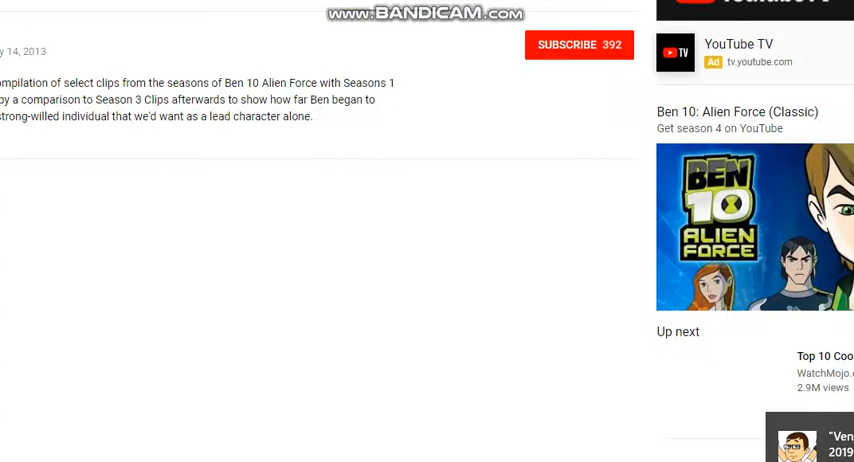 www.BANDICAM.com
y 14, 2013
SUBSCRIBE 392
ompilation of select clips from the seasons of Ben 10 Alien Force with Seasons 1
by a comparison to Season 3 Clips afterwards to show how far Ben began to
strong-willed individual that we'd want as a lead character alone.
YouTube TV
TV
YouTube TV
Ad tv.youtube.com
Ben 10: Alien Force (Classic)
Get season 4 on YouTube
BEN
10
ALIEN
FORCE
Up next
Top 10 Coo
WatchMojo.
2.9M views
"Ven
2019